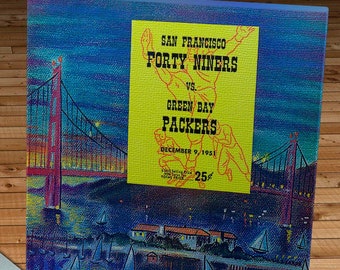 SAN FRANCISCO
FORTY NINERS
VS.
GREEN BAY
PACKERS
DECEMBER 9, 1951
25¢